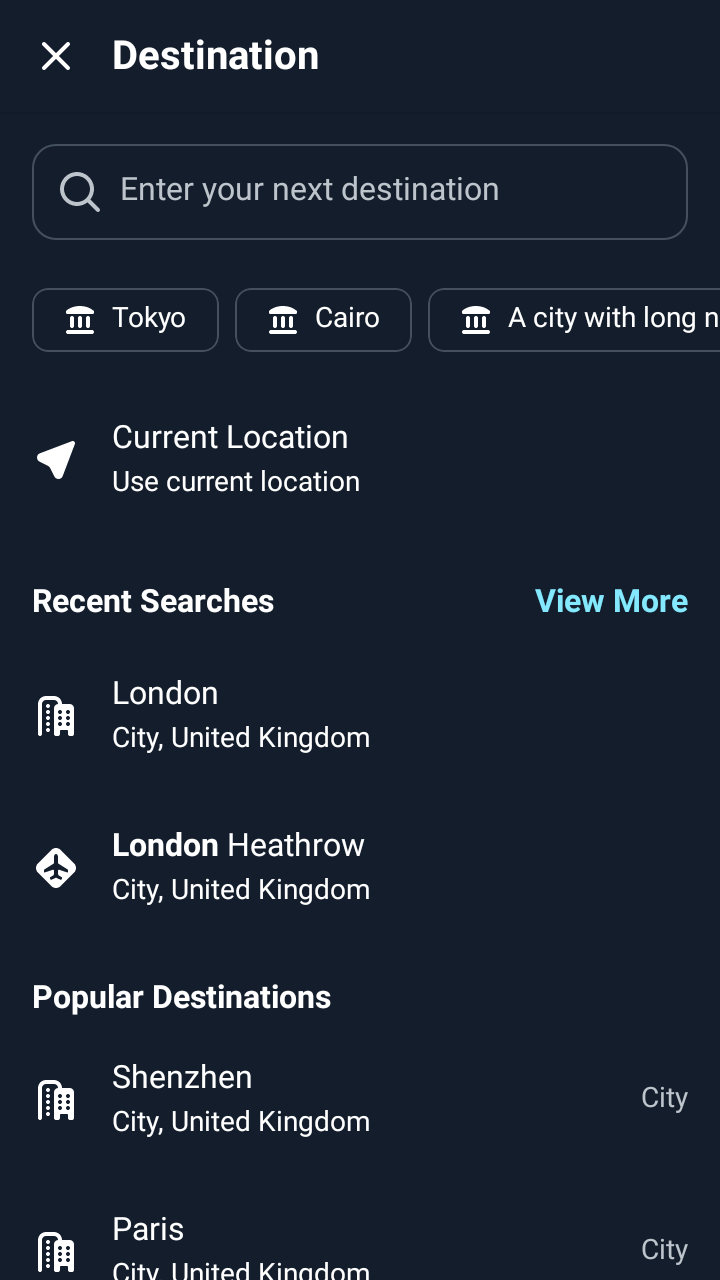 Destination
Enter your next destination
Tokyo
Cairo
A city with long n
Current Location
Use current location
Recent Searches
View More
London
City, United Kingdom
London Heathrow
City, United Kingdom
Popular Destinations
Shenzhen
City, United Kingdom
City
Paris
City, United Kingdom
City